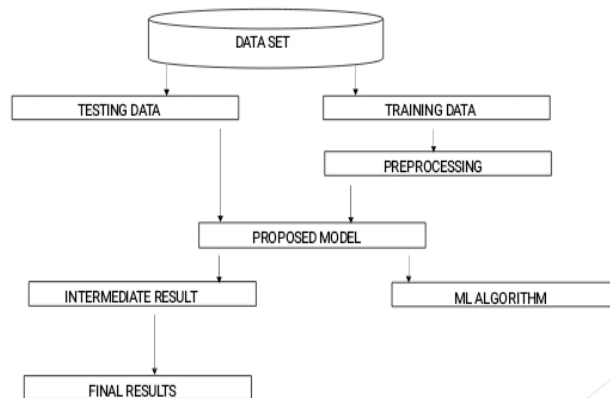 DATA SET
TESTING DATA
TRAINING DATA
PREPROCESSING
PROPOSED MODEL
INTERMEDIATE RESULT
ML ALGORITHM
FINAL RESULTS